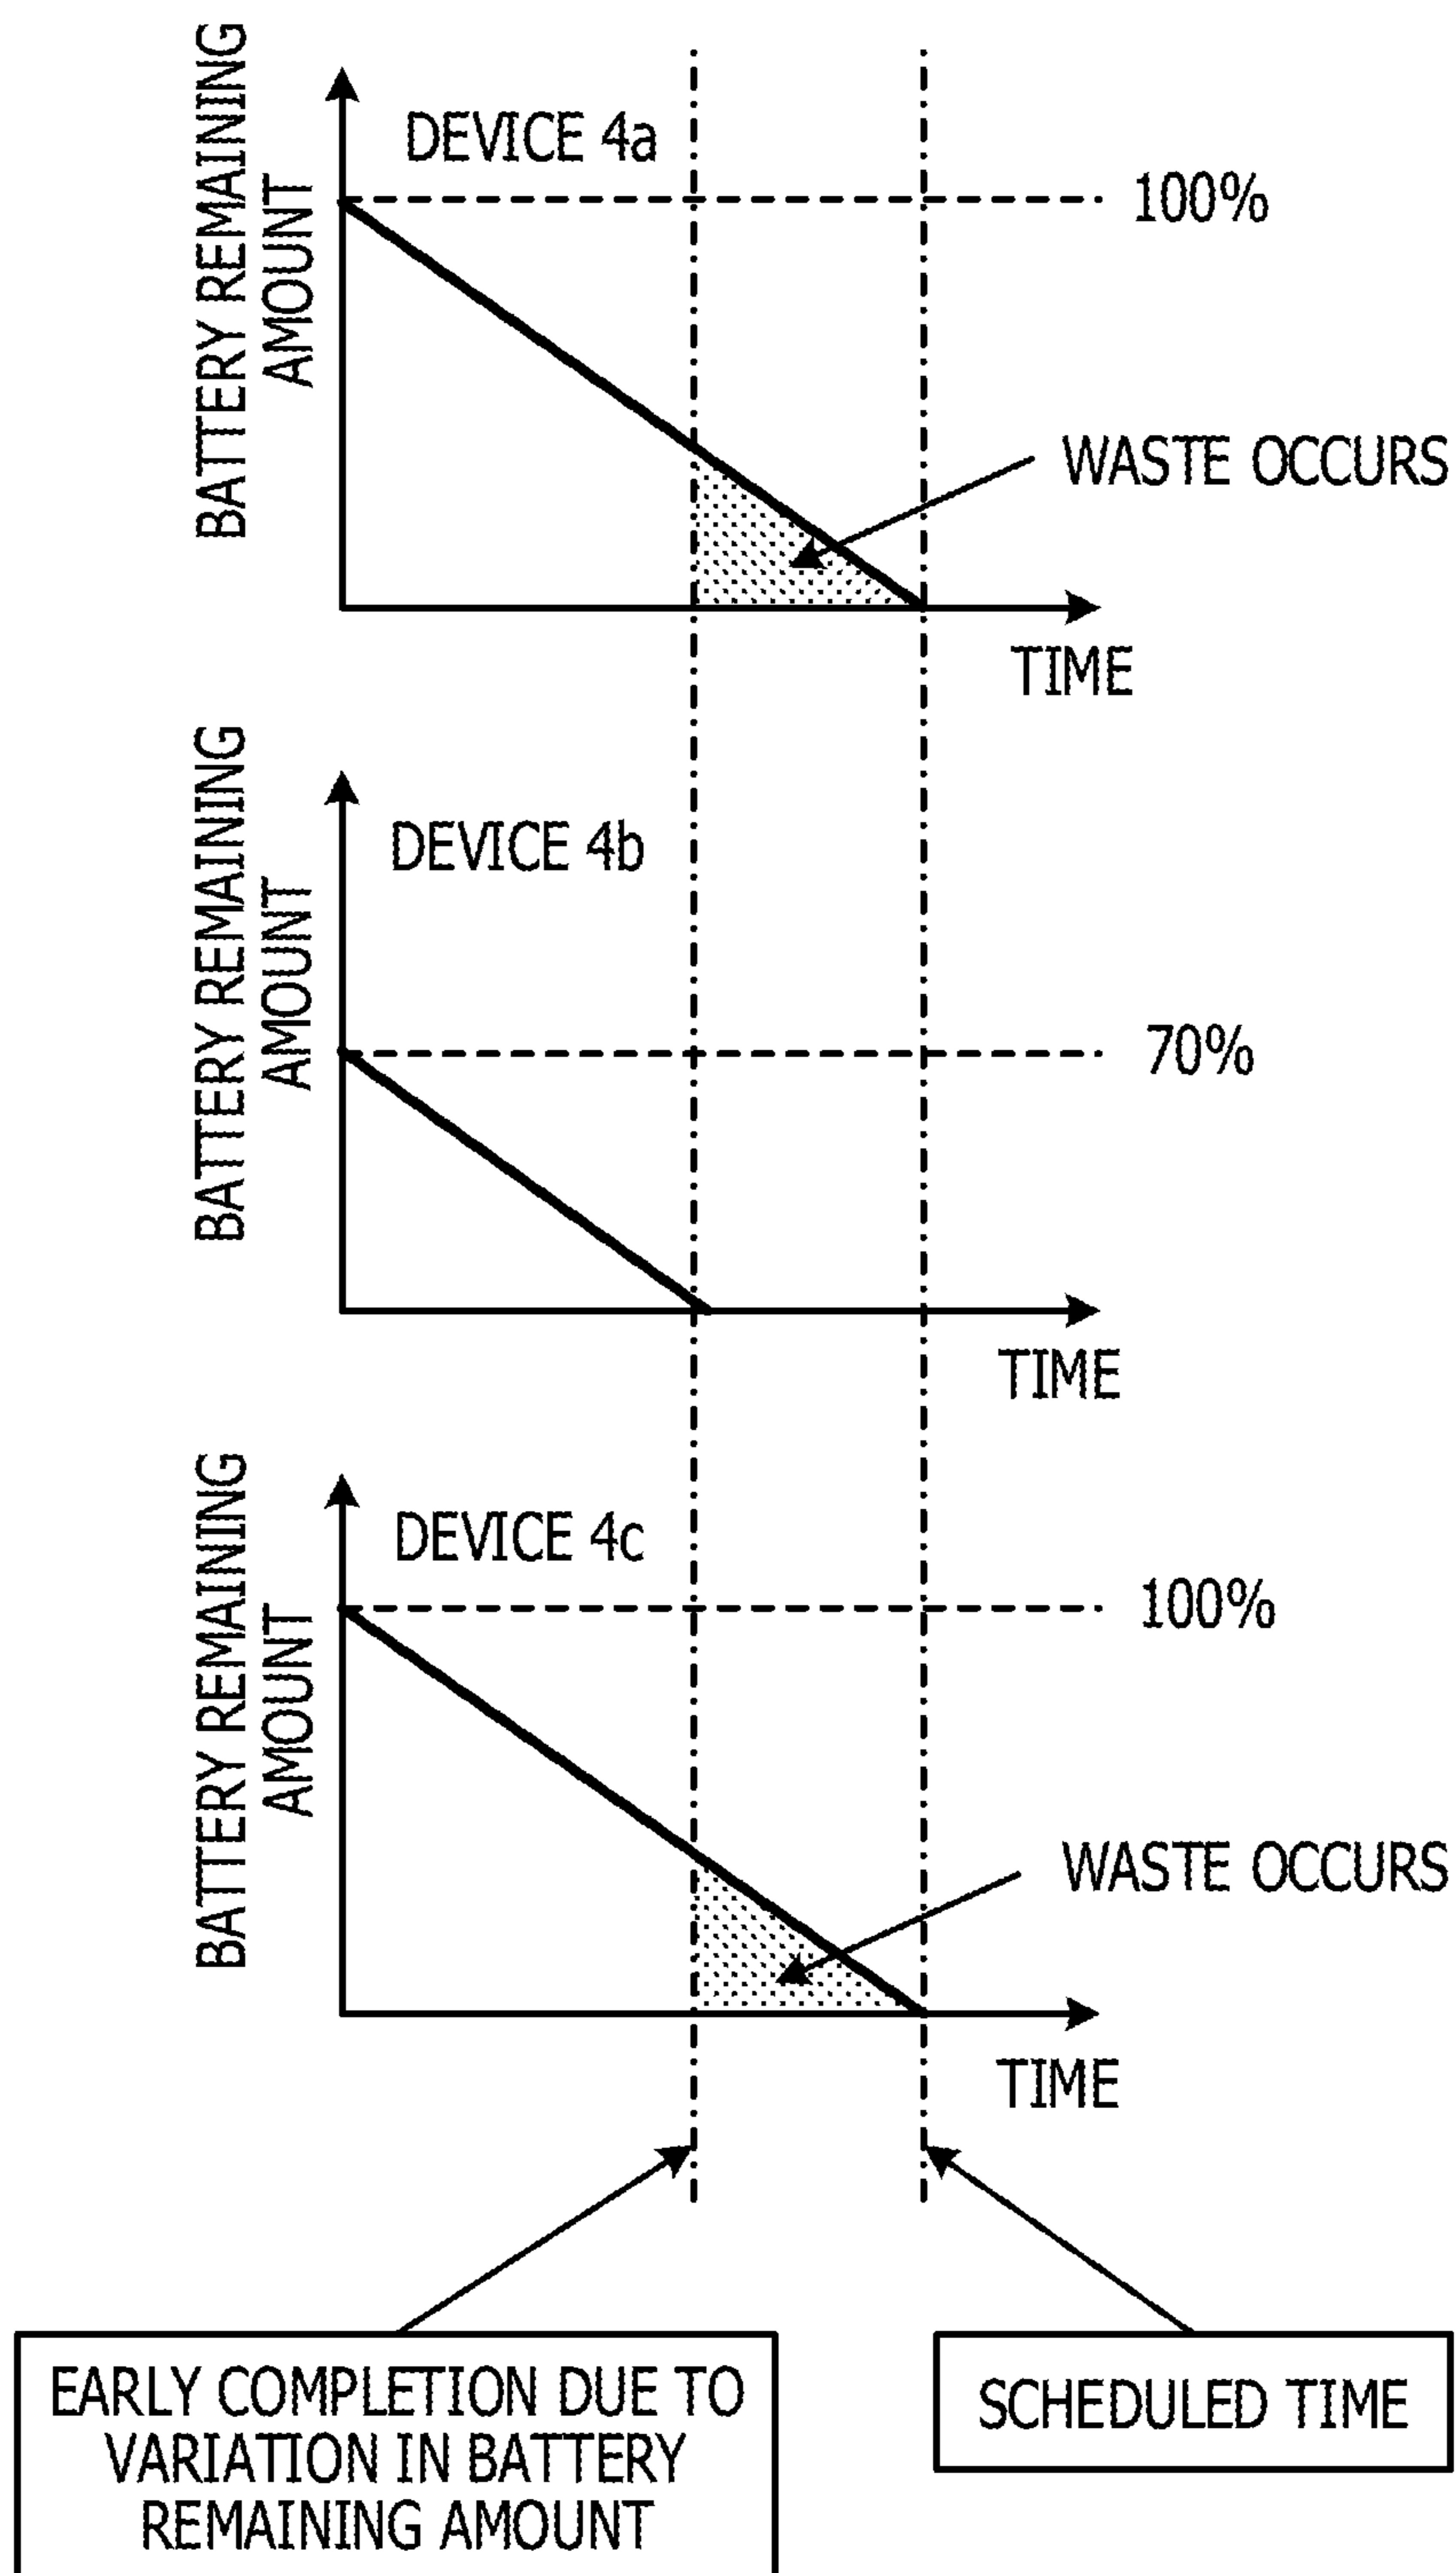 BATTERY REMAINING
AMOUNT
DEVICE 4a
100%
WASTE OCCURS
TIME
BATTERY REMAINING
AMOUNT
DEVICE 4b
70%
TIME
BATTERY REMAINING
AMOUNT
DEVICE 4c
100%
WASTE OCCURS
TIME
EARLY COMPLETION DUE TO
VARIATION IN BATTERY
REMAINING AMOUNT
SCHEDULED TIME